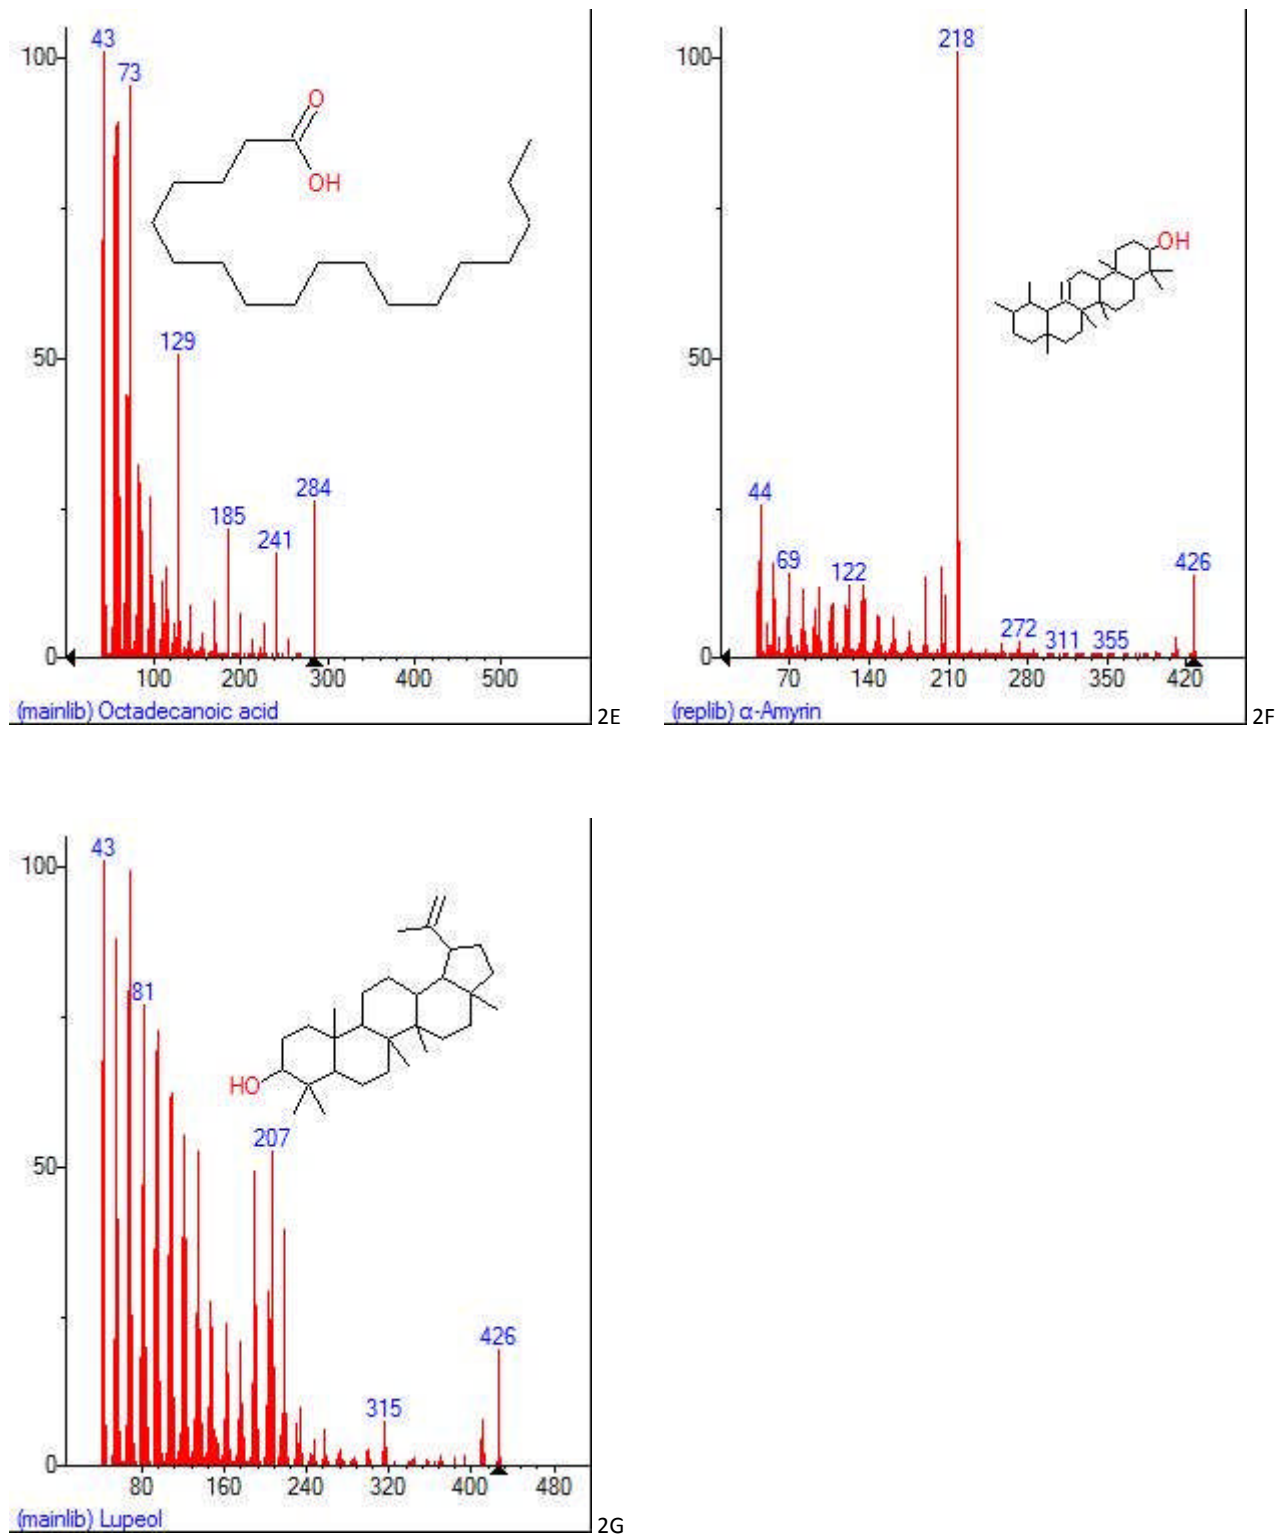 100
43
73
O
OH
50
129
185
241
284
0
100 200 300 400 500
(mainlib) Octadecanoic acid
2E
100
218
OH
50
44
69
122
272
311
355
426
0
70 140 210 280 350 420
(replib) α-Amyrin
2F
100
43
81
HO
207
50
315
426
0
80 160 240 320 400 480
(mainlib) Lupeol
2G